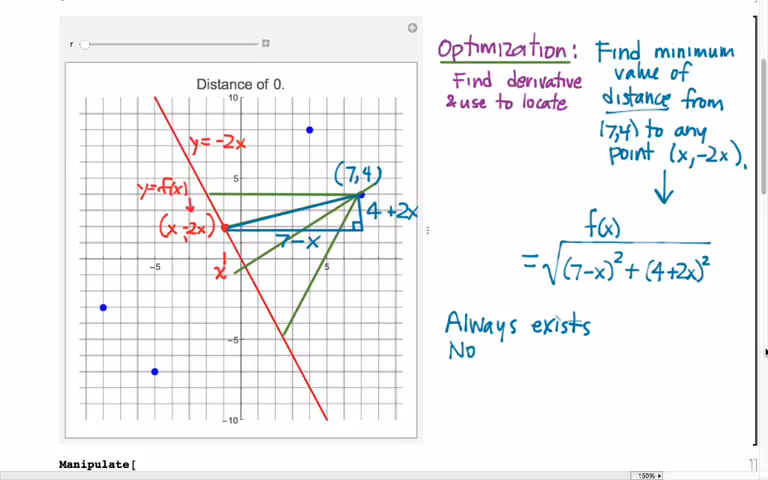 r
Distance of 0.
10
5
-5
5
-5
-10
y=-2x
y=f(x)
(x,-2x)
x
(7,4)
4+2x
7-x
Optimization:
Find derivative
& use to locate
Find minimum
value of
distance from
(7,4) to any
point (x,-2x).
f(x)
=√(7-x)²+(4+2x)²
Always exists
No
Manipulate[
150%